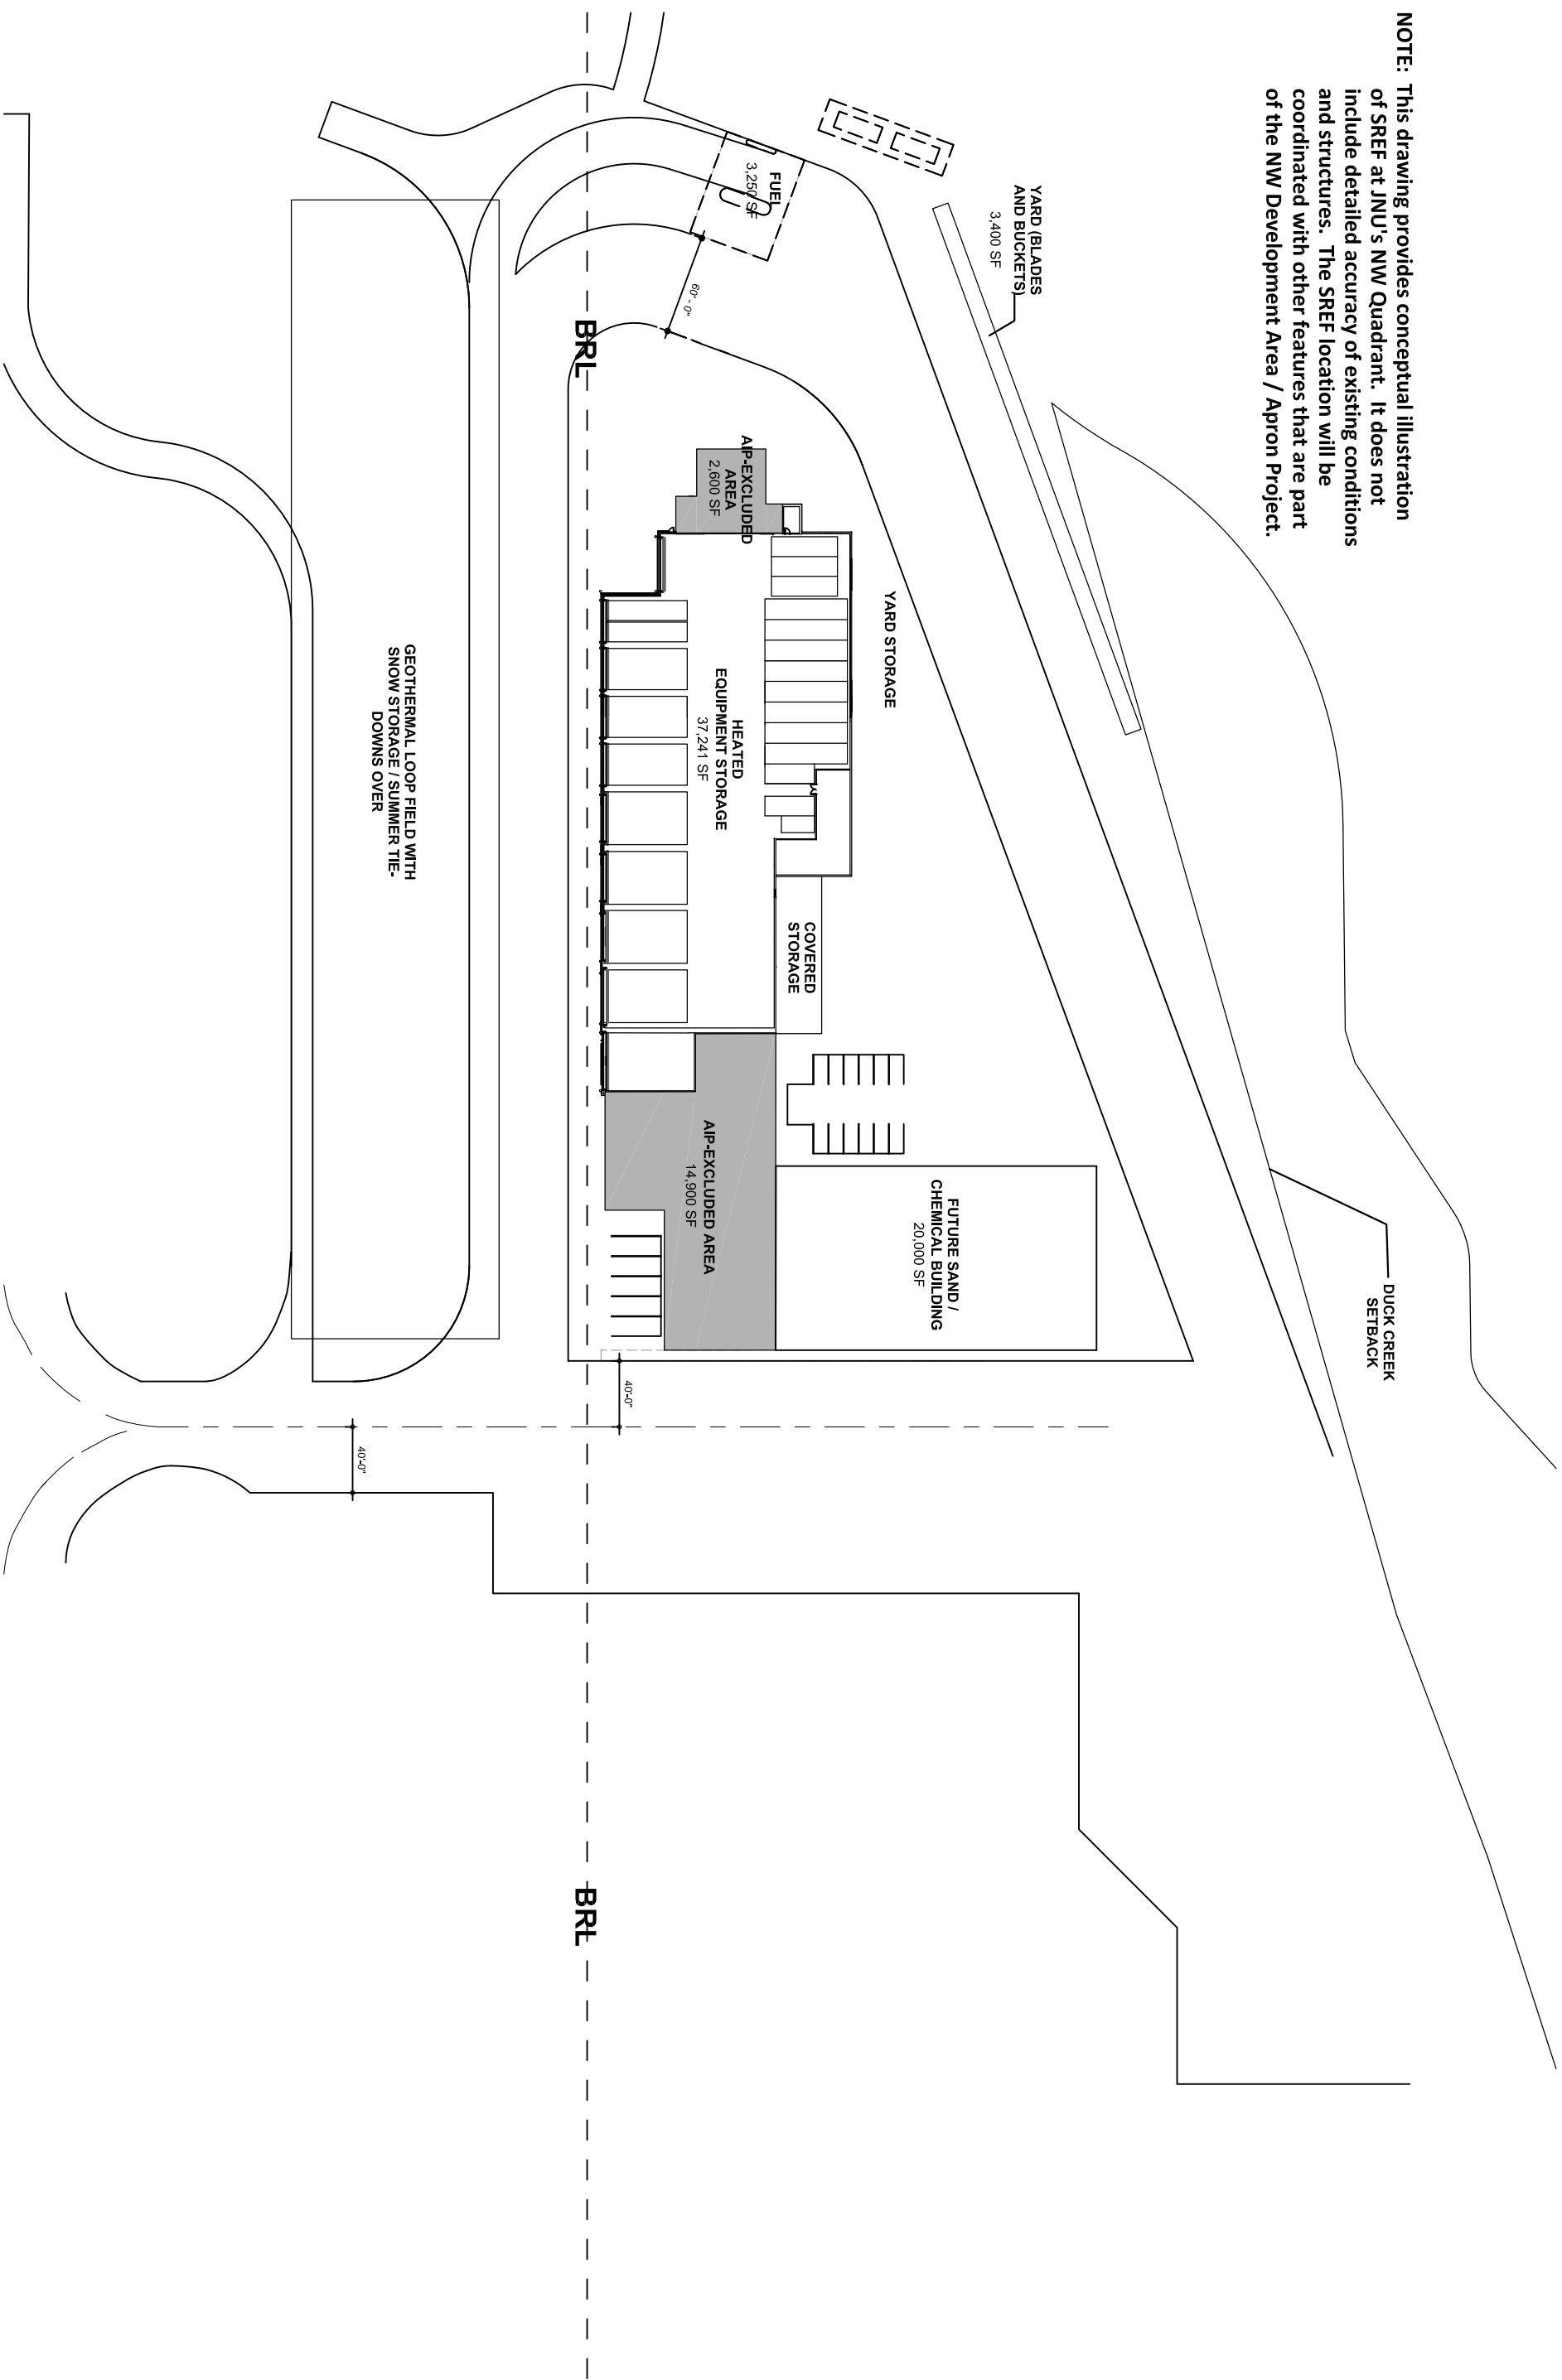 NOTE: This drawing provides conceptual illustration
of SREF at JNU's NW Quadrant. It does not
include detailed accuracy of existing conditions
and structures. The SREF location will be
coordinated with other features that are part
of the NW Development Area / Apron Project.
YARD (BLADES
AND BUCKETS)
3,400 SF
FUEL
3,250 SF
60' - 0"
BRL
AIP-EXCLUDED
AREA
2,600 SF
YARD STORAGE
HEATED
EQUIPMENT STORAGE
37,241 SF
GEOTHERMAL LOOP FIELD WITH
SNOW STORAGE / SUMMER TIE-
DOWNS OVER
COVERED
STORAGE
AIP-EXCLUDED AREA
14,900 SF
FUTURE SAND /
CHEMICAL BUILDING
20,000 SF
DUCK CREEK
SETBACK
40'-0"
40'-0"
BRL